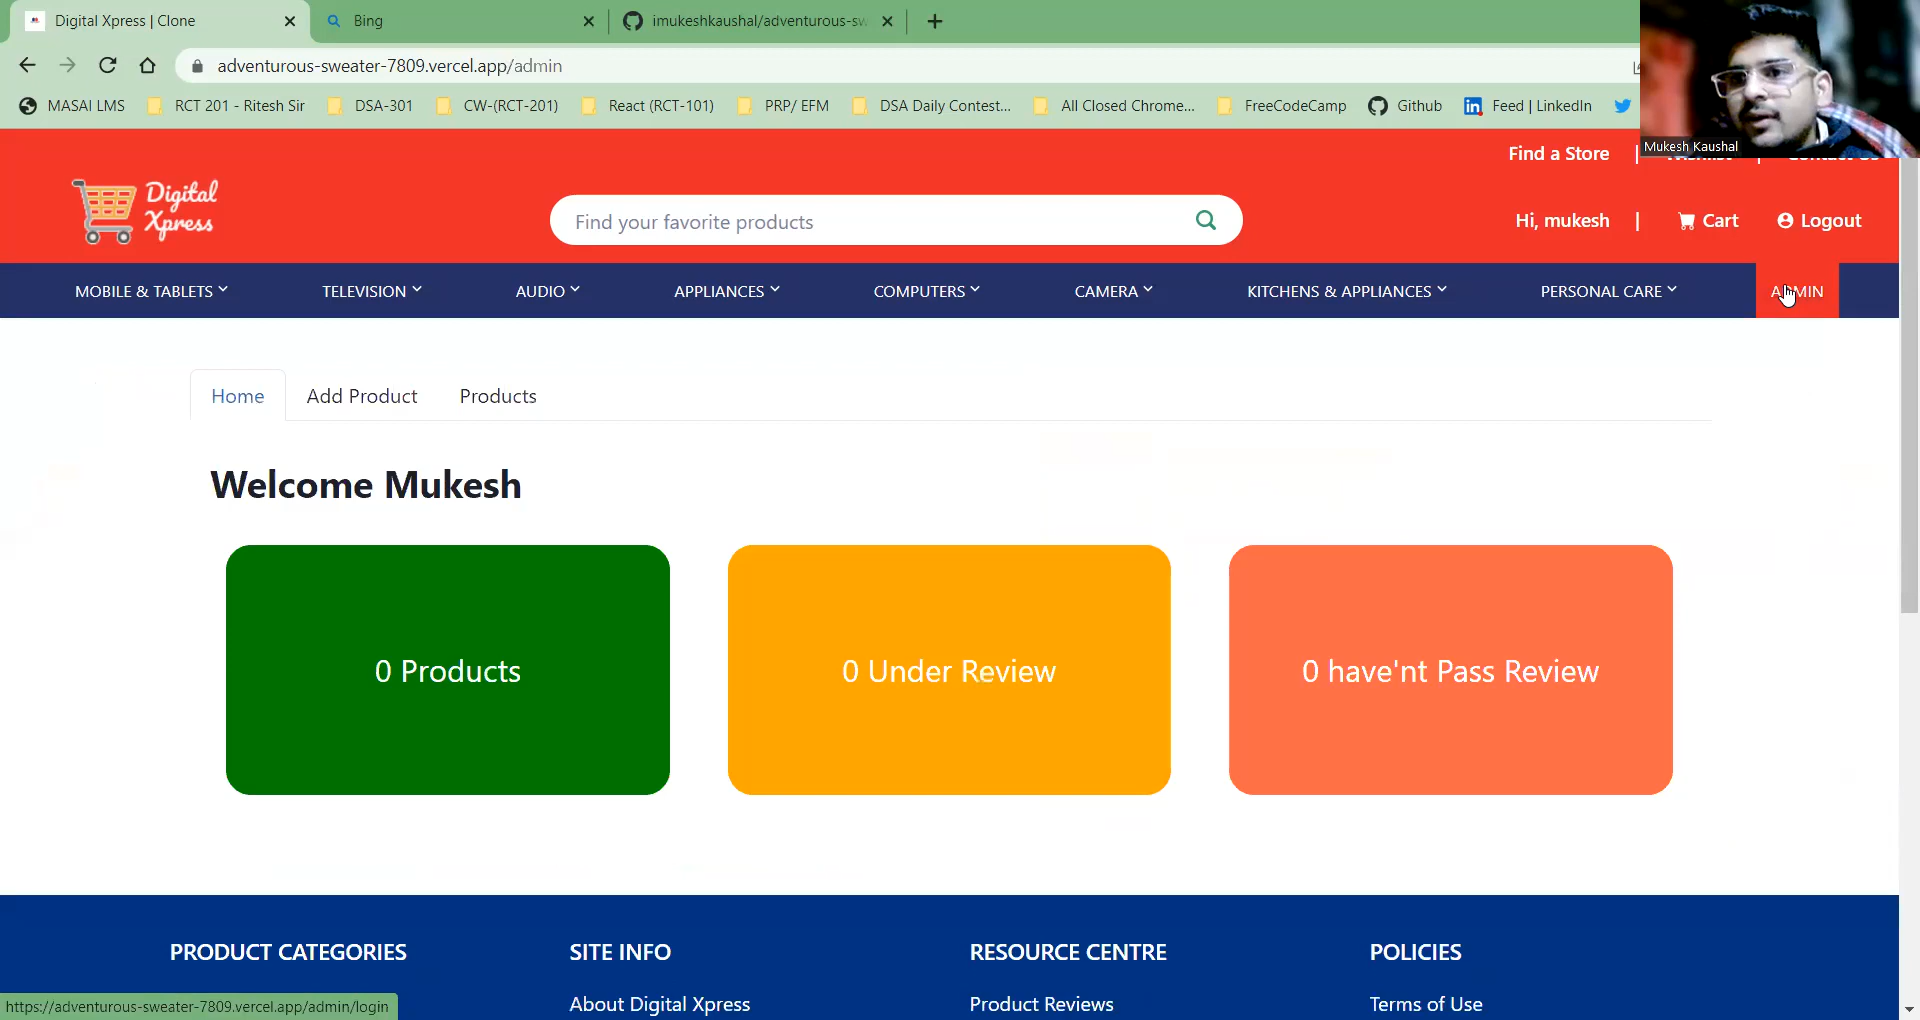 Digital Xpress | Clone
Bing
imukeshkaushal/adventurous-sw
adventurous-sweater-7809.vercel.app/admin
MASAI LMS
RCT 201 - Ritesh Sir
DSA-301
CW-(RCT-201)
React (RCT-101)
PRP/ EFM
DSA Daily Contest...
All Closed Chrome...
FreeCodeCamp
Github
Feed | LinkedIn
Mukesh Kaushal
Find a Store |
Digital
Xpress
Find your favorite products
Hi, mukesh |
Cart
Logout
MOBILE & TABLETS
TELEVISION
AUDIO
APPLIANCES
COMPUTERS
CAMERA
KITCHENS & APPLIANCES
PERSONAL CARE
ADMIN
Home
Add Product
Products
Welcome Mukesh
0 Products
0 Under Review
0 have'nt Pass Review
PRODUCT CATEGORIES
SITE INFO
RESOURCE CENTRE
POLICIES
About Digital Xpress
Product Reviews
Terms of Use
https://adventurous-sweater-7809.vercel.app/admin/login